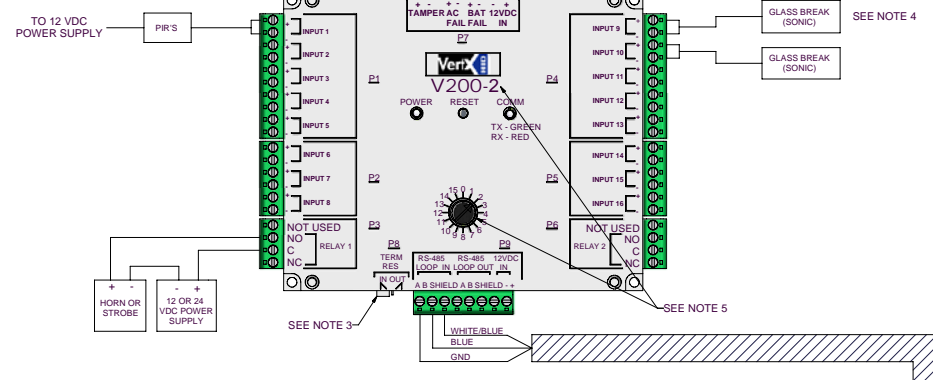 TO 12 VDC
POWER SUPPLY
PIR'S
+ - + - + - 12VDC
TAMPER AC BAT IN
FAIL FAIL
P7
VertX HID
V200-2
POWER RESET COMM
TX - GREEN
RX - RED
INPUT 1
INPUT 2
INPUT 3
INPUT 4
INPUT 5
INPUT 6
INPUT 7
INPUT 8
P1
P2
P3
NOT USED
NO
C
NC
RELAY 1
INPUT 9
INPUT 10
INPUT 11
INPUT 12
INPUT 13
INPUT 14
INPUT 15
INPUT 16
P4
P5
P6
NOT USED
NO
C
NC
RELAY 2
GLASS BREAK
(SONIC)
SEE NOTE 4
GLASS BREAK
(SONIC)
0 1 2 3 4 5 6 7 8 9 10 11 12 13 14 15
P8
TERM
RES
IN OUT
P9
RS-485
LOOP IN
RS-485
LOOP OUT
12VDC
IN
A B SHIELD A B SHIELD - +
+ -
HORN OR
STROBE
- +
12 OR 24
VDC POWER
SUPPLY
SEE NOTE 3
SEE NOTE 5
WHITE/BLUE
BLUE
GND